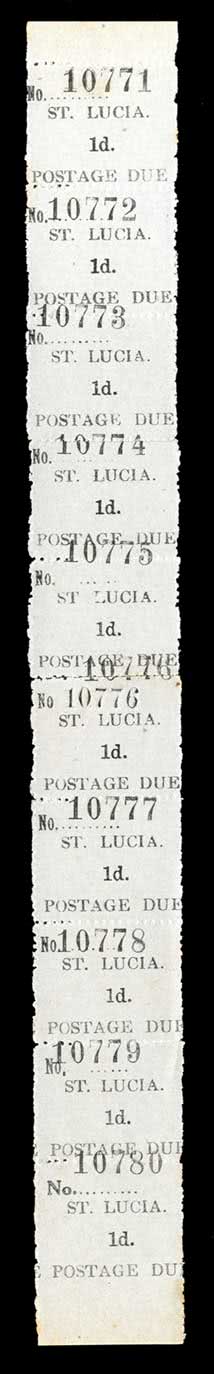 No. 10771
ST. LUCIA.
1d.
POSTAGE DUE
No. 10772
ST. LUCIA.
1d.
POSTAGE DUE
10773
No.
ST. LUCIA.
1d.
POSTAGE DUE
10774
No.
ST. LUCIA.
1d.
POSTAGE DUE
10775
No.
ST LUCIA.
1d.
POSTAGE DUE
10776
No 10776
ST. LUCIA.
1d.
POSTAGE DUE
10777
No.
ST. LUCIA.
1d.
POSTAGE DUE
No. 10778
ST. LUCIA.
1d.
POSTAGE DUE
10779
No.
ST. LUCIA.
1d.
E POSTAGE DUE
10780
No.
ST. LUCIA.
1d.
E POSTAGE DU